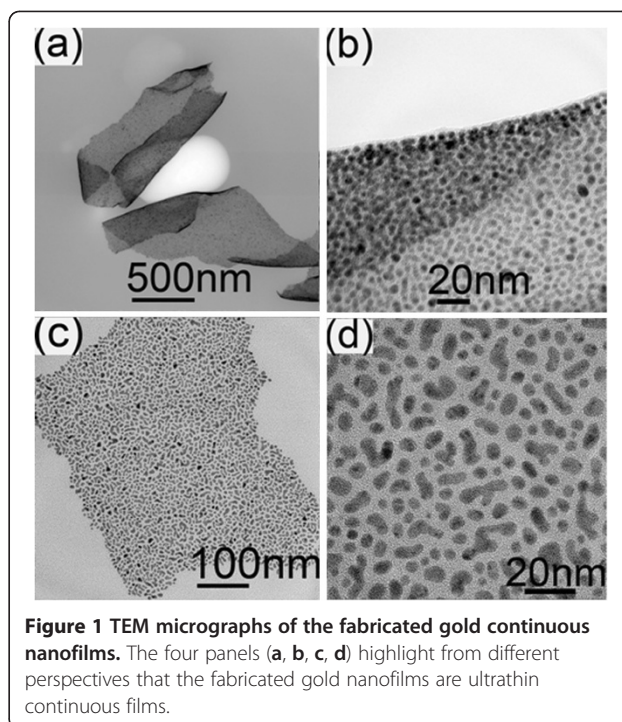 (a)
500nm
(b)
20nm
(c)
100nm
(d)
20nm
Figure 1 TEM micrographs of the fabricated gold continuous
nanofilms. The four panels (a, b, c, d) highlight from different
perspectives that the fabricated gold nanofilms are ultrathin
continuous films.